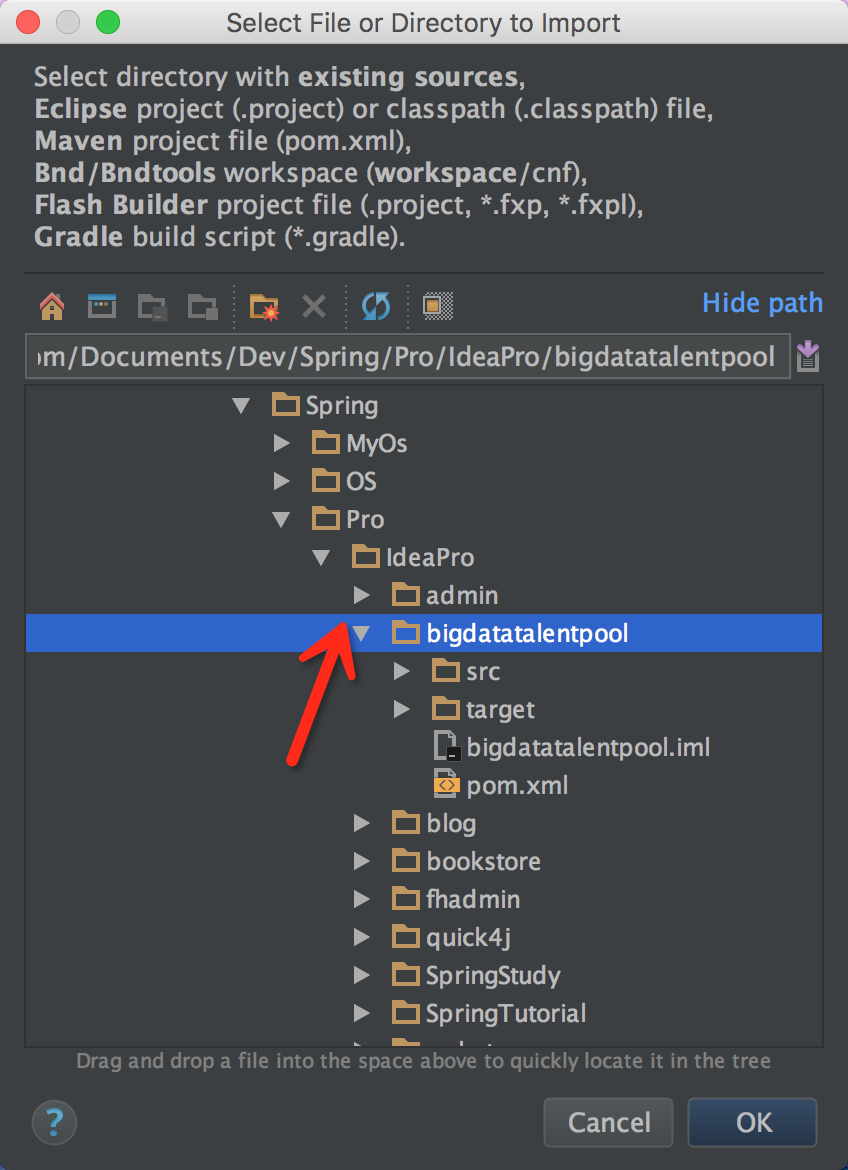 Select File or Directory to Import
Select directory with existing sources,
Eclipse project (.project) or classpath (.classpath) file,
Maven project file (pom.xml),
Bnd/Bndtools workspace (workspace/cnf),
Flash Builder project file (.project, *.fxp, *.fxpl),
Gradle build script (*.gradle).
Hide path
/Documents/Dev/Spring/Pro/IdeaPro/bigdatatalentpool
Spring
MyOs
OS
Pro
IdeaPro
admin
bigdatatalentpool
src
target
bigdatatalentpool.iml
pom.xml
blog
bookstore
fhadmin
quick4j
SpringStudy
SpringTutorial
Drag and drop a file into the space above to quickly locate it in the tree
?
Cancel
OK